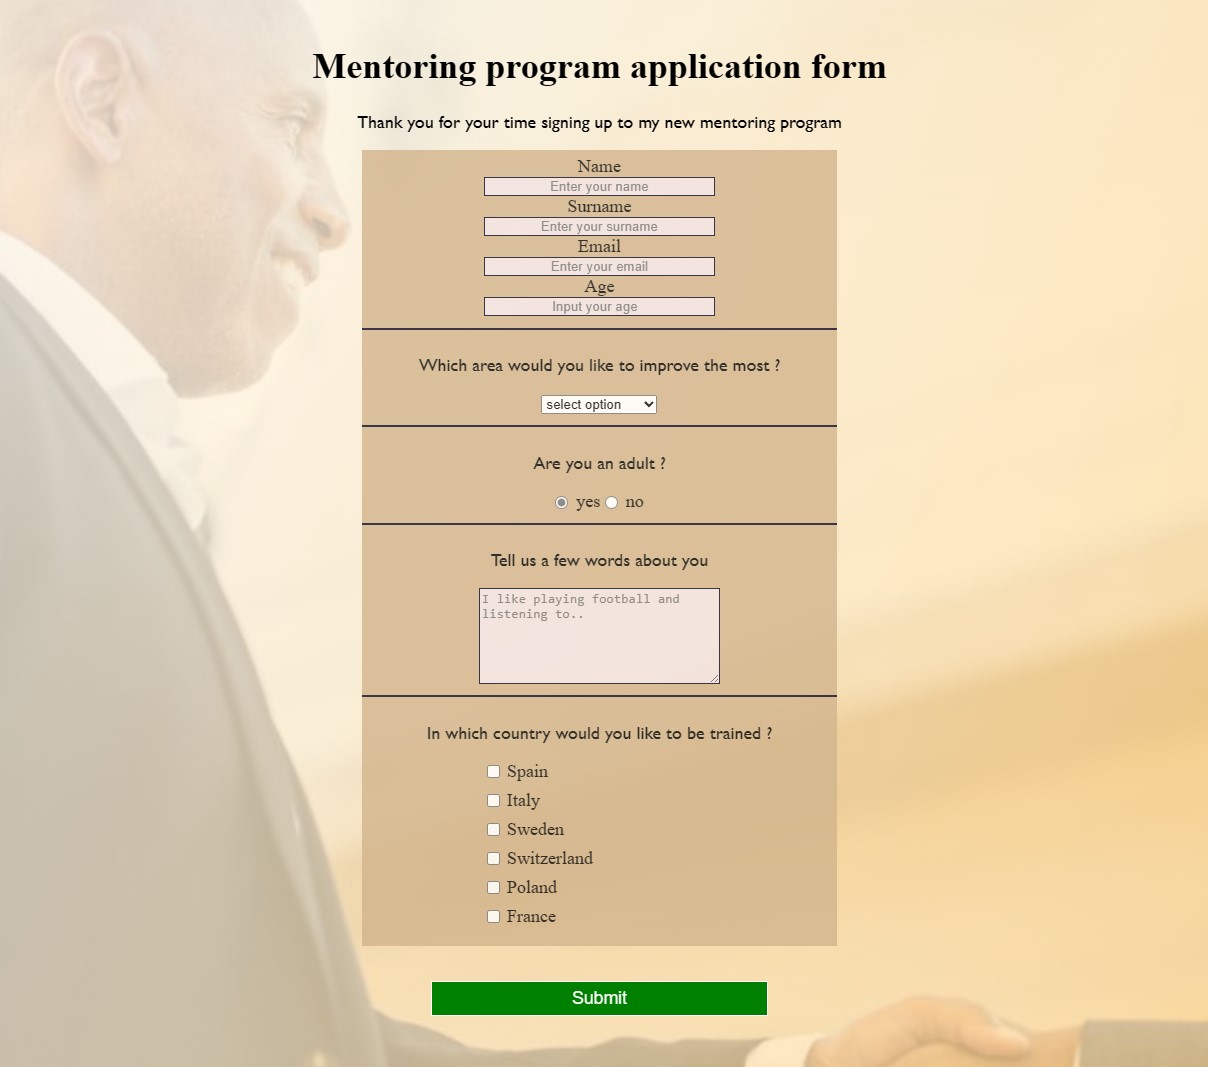 Mentoring program application form
Thank you for your time signing up to my new mentoring program
Name
Enter your name
Surname
Enter your surname
Email
Enter your email
Age
Input your age
Which area would you like to improve the most ?
select option
Are you an adult ?
yes no
Tell us a few words about you
I like playing football and
listening to..
In which country would you like to be trained ?
Spain
Italy
Sweden
Switzerland
Poland
France
Submit